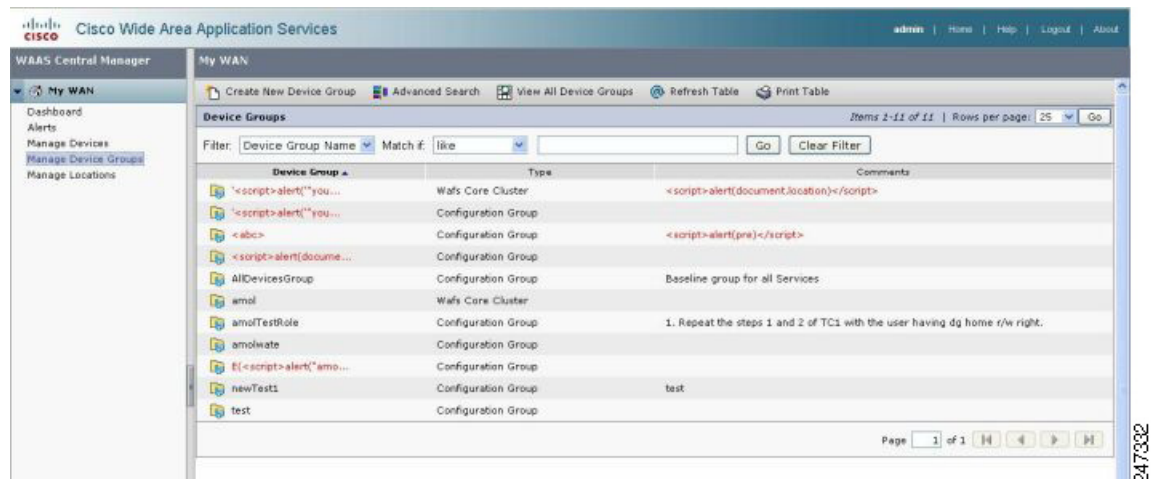 CISCO Cisco Wide Area Application Services admin | Home | Help | Logout | About
WAAS Central Manager My WAN
My WAN
Dashboard
Alerts
Manage Devices
Manage Device Groups
Manage Locations
Create New Device Group Advanced Search View All Device Groups Refresh Table Print Table
Device Groups Items 1-11 of 11 | Rows per page: 25 Go
Filter: Device Group Name Match if: like Go Clear Filter
Device Group Type Comments
'<script>alert('"you... Wafs Core Cluster <script>alert(document.location)</script>
'<script>alert('"you... Configuration Group
<abc> Configuration Group <script>alert(pre)</script>
<script>alert(docume... Configuration Group
AllDevicesGroup Configuration Group Baseline group for all Services
amol Wafs Core Cluster
amolTestRole Configuration Group 1. Repeat the steps 1 and 2 of TC1 with the user having dg home r/w right.
amolwate Configuration Group
E(<script>alert("amo... Configuration Group
newTest1 Configuration Group test
test Configuration Group
Page 1 of 1
247332